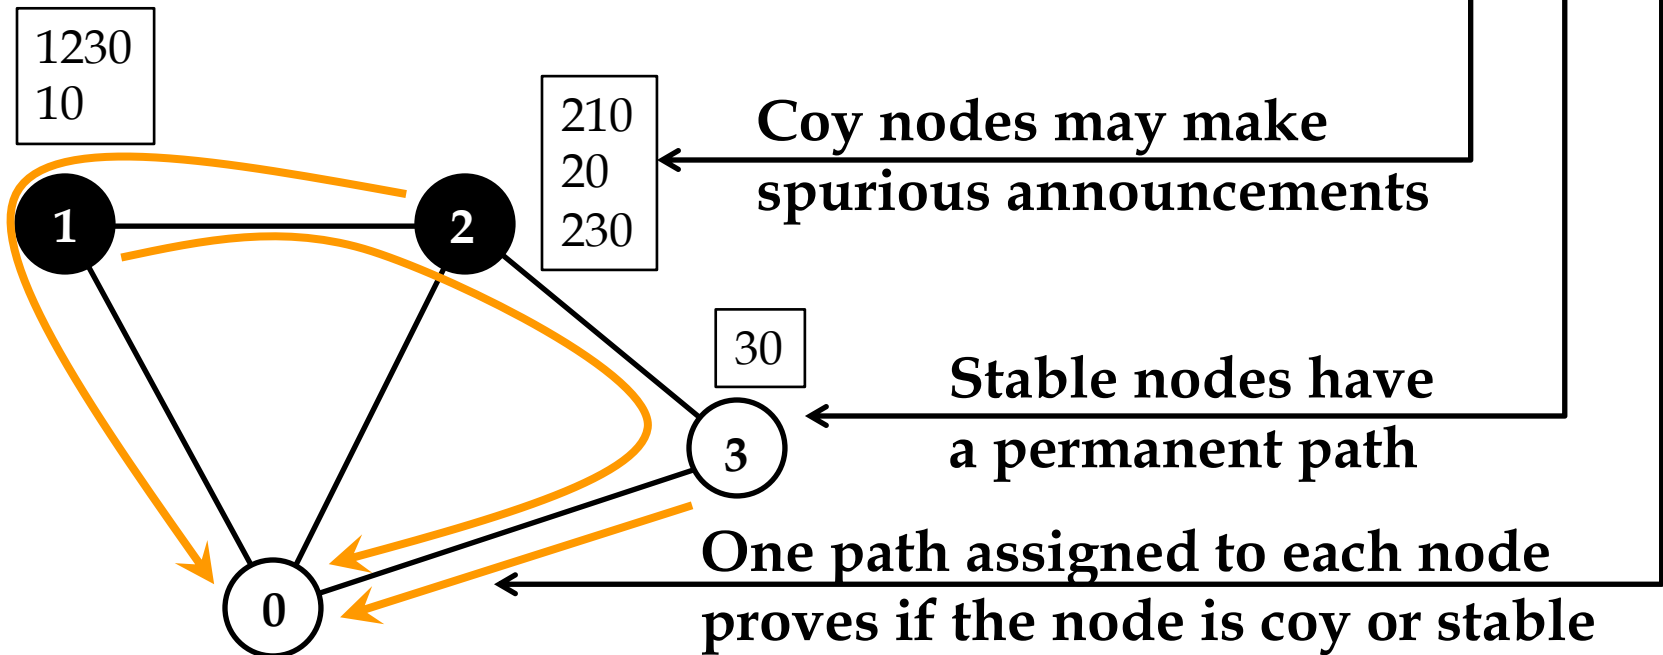 1230
10
210
20
230
Coy nodes may make
spurious announcements
1
2
30
Stable nodes have
a permanent path
3
One path assigned to each node
proves if the node is coy or stable
0